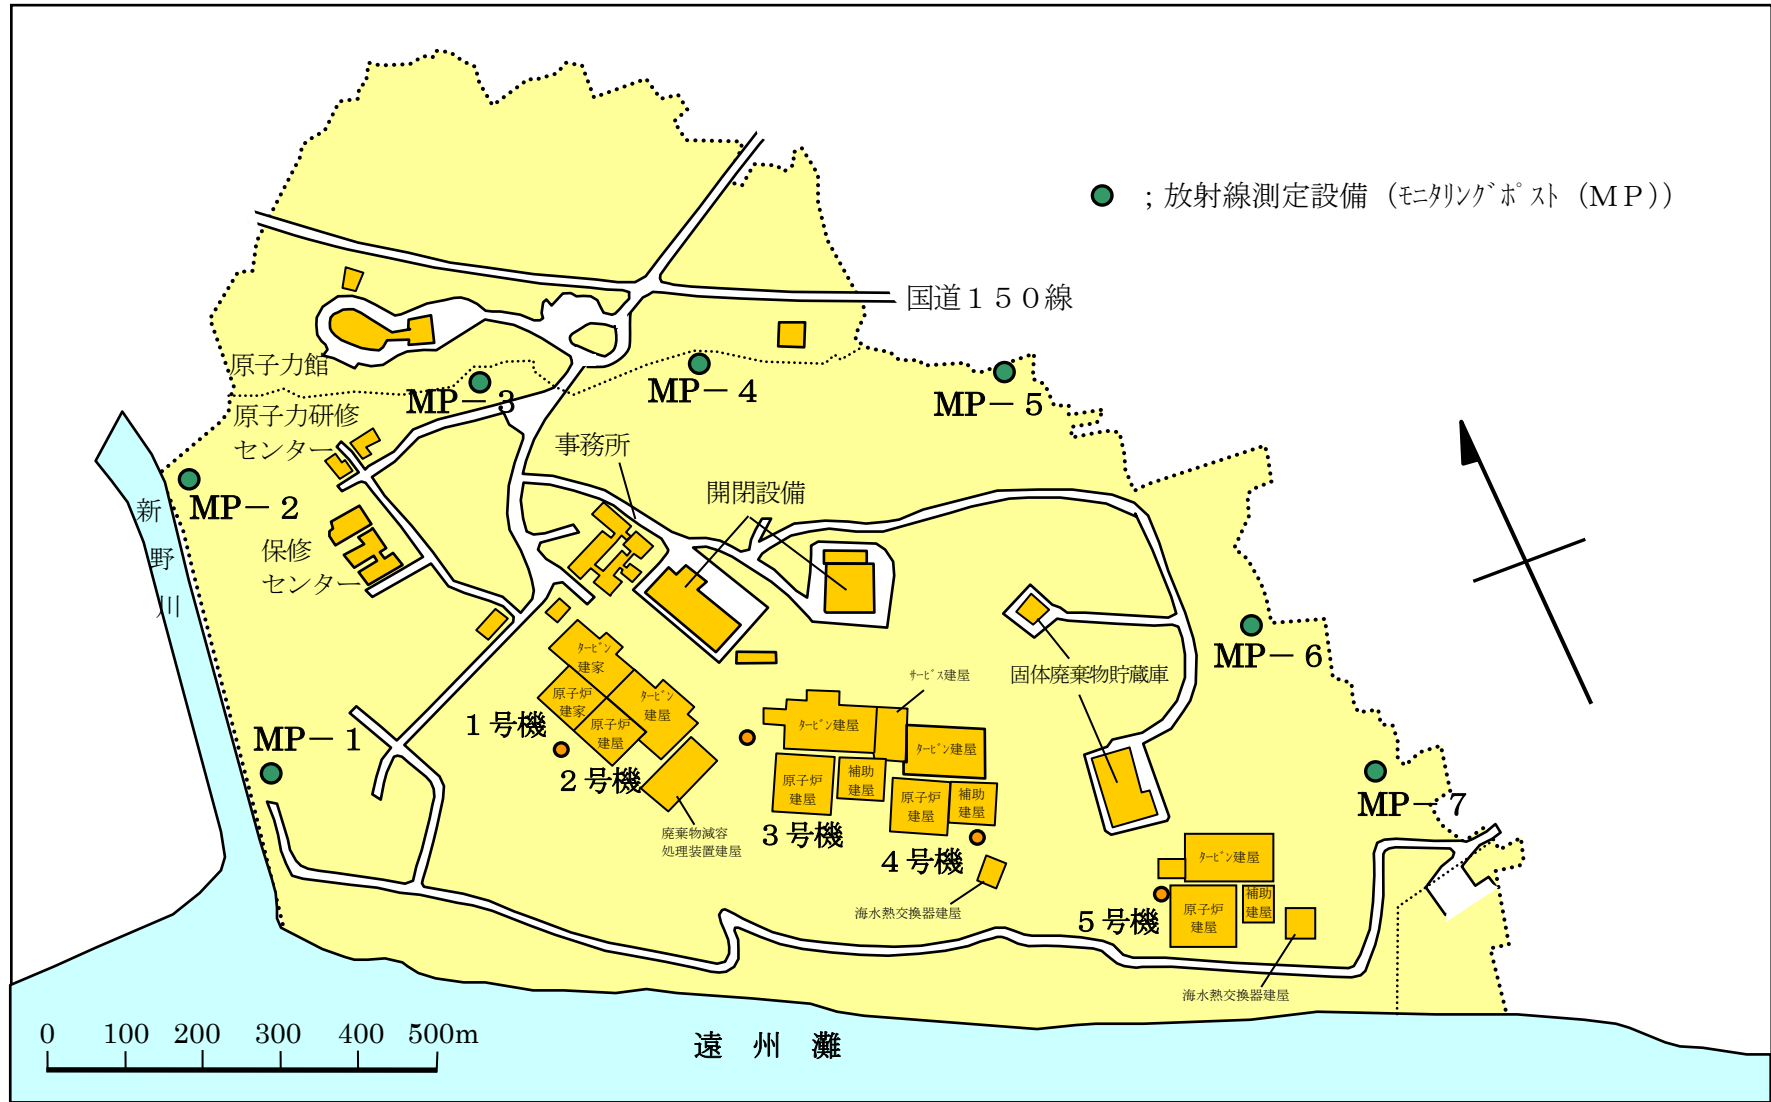 ；放射線測定設備（ﾓﾆﾀﾘﾝｸﾞﾎﾟｽﾄ（ＭＰ））
国道１５０線
原子力館
MP－3
MP－4
MP－5
原子力研修
センター
事務所
開閉設備
MP－2
新
野
川
保修
センター
MP－6
固体廃棄物貯蔵庫
ｻｰﾋﾞｽ建屋
ﾀｰﾋﾞﾝ
建家
原子炉
建家
ﾀｰﾋﾞﾝ
建屋
原子炉
建屋
１号機
２号機
MP－1
ﾀｰﾋﾞﾝ建屋
ﾀｰﾋﾞﾝ建屋
原子炉
建屋
補助
建屋
原子炉
建屋
補助
建屋
MP－7
廃棄物減容
処理装置建屋
３号機
４号機
ﾀｰﾋﾞﾝ建屋
原子炉
建屋
補助
建屋
５号機
海水熱交換器建屋
海水熱交換器建屋
0 100 200 300 400 500m
遠州灘